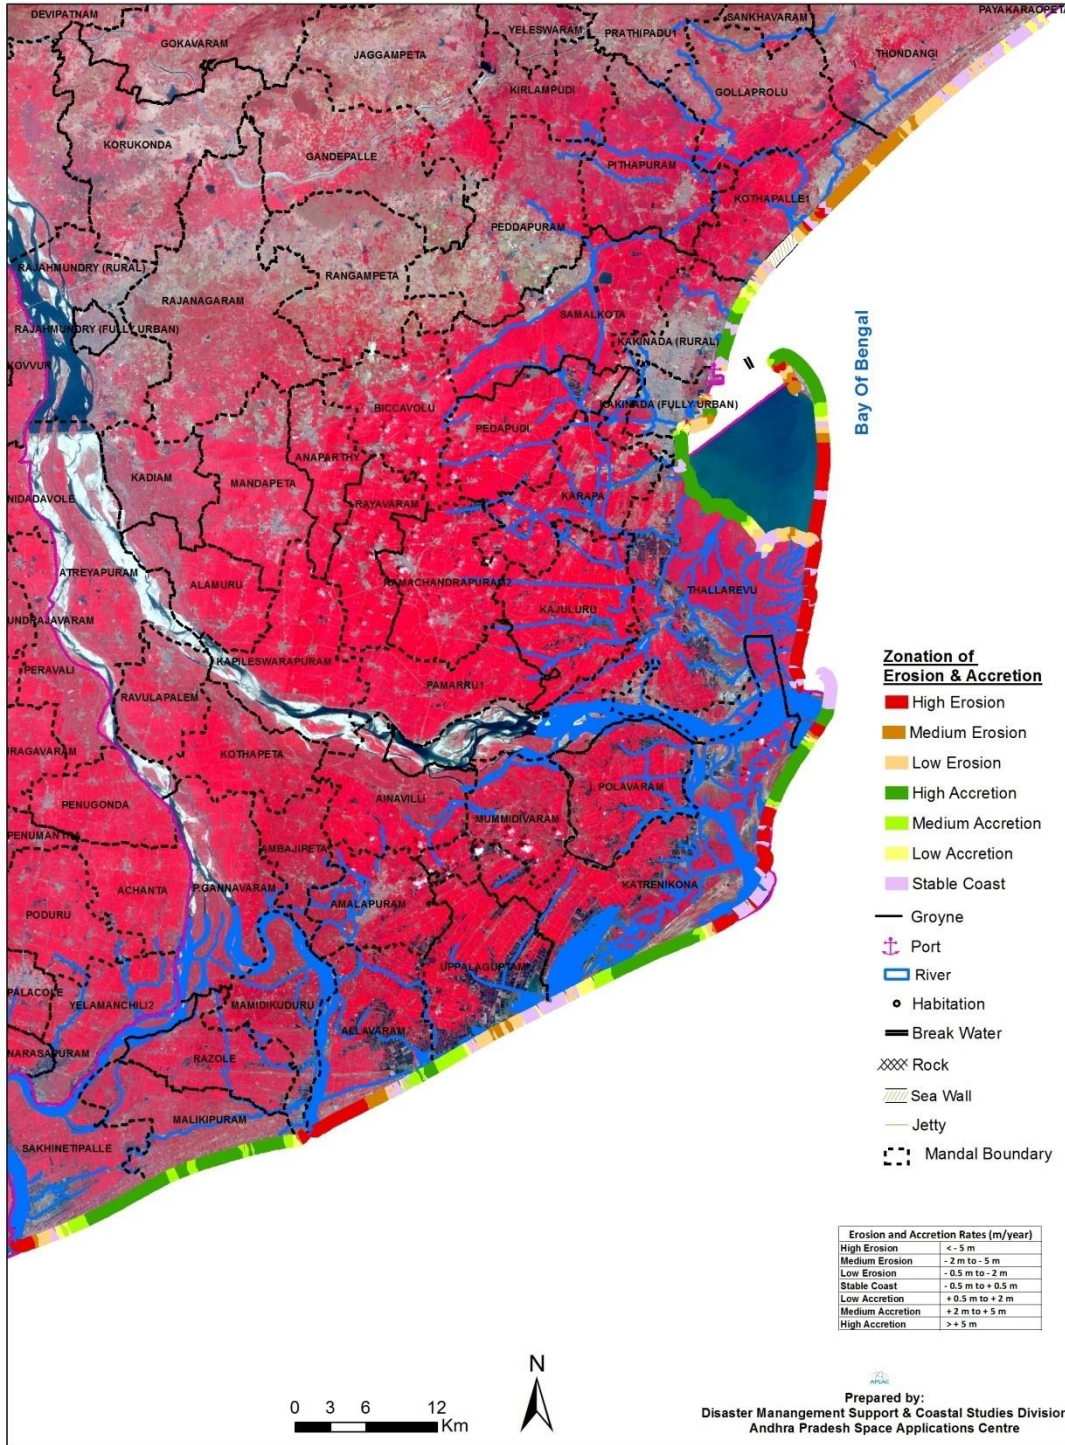 DEVIPATNAM
GOKAVARAM
JAGGAMPETA
YELESWARAM
PRATHIPADU1
SANKHAVARAM
PAYAKARAOPETA
THONDANGI
KIRLAMPUDI
GOLLAPROLU
KORUKONDA
GANDEPALLE
PITHAPURAM
KOTHAPALLE1
PEDDAPURAM
RAJAHMUNDRY (RURAL)
RANGAMPETA
RAJANAGARAM
SAMALKOTA
RAJAHMUNDRY (FULLY URBAN)
KAKINADA (RURAL)
KOVVUR
Bay Of Bengal
BICCAVOLU
KAKINADA (FULLY URBAN)
PEDAPUDI
ANAPARTHY
KADIAM
MANDAPETA
NIDADAVOLE
RAYAVARAM
KARAPA
ATREYAPURAM
ALAMURU
RAMACHANDRAPURAM2
THALLAREVU
KAJULURU
UNDRAJAVARAM
PERAVALI
KAPILESWARAPURAM
PAMARRU1
RAVULAPALEM
IRAGAVARAM
KOTHAPETA
PENUGONDA
AINAVILLI
I. POLAVARAM
MUMMIDIVARAM
PENUMANTRA
AMBAJIPETA
ACHANTA
P.GANNAVARAM
KATRENIKONA
PODURU
AMALAPURAM
UPPALAGUPTAM
PALACOLE
YELAMANCHILI2
MAMIDIKUDURU
ALLAVARAM
NARASAPURAM
RAZOLE
MALIKIPURAM
SAKHINETIPALLE
Zonation of
Erosion & Accretion
High Erosion
Medium Erosion
Low Erosion
High Accretion
Medium Accretion
Low Accretion
Stable Coast
Groyne
Port
River
Habitation
Break Water
Rock
Sea Wall
Jetty
Mandal Boundary
Erosion and Accretion Rates (m/year)
High Erosion < - 5 m
Medium Erosion - 2 m to - 5 m
Low Erosion - 0.5 m to - 2 m
Stable Coast - 0.5 m to + 0.5 m
Low Accretion + 0.5 m to + 2 m
Medium Accretion + 2 m to + 5 m
High Accretion > + 5 m
N
0 3 6 12
Km
APSAC
Prepared by:
Disaster Manangement Support & Coastal Studies Division
Andhra Pradesh Space Applications Centre